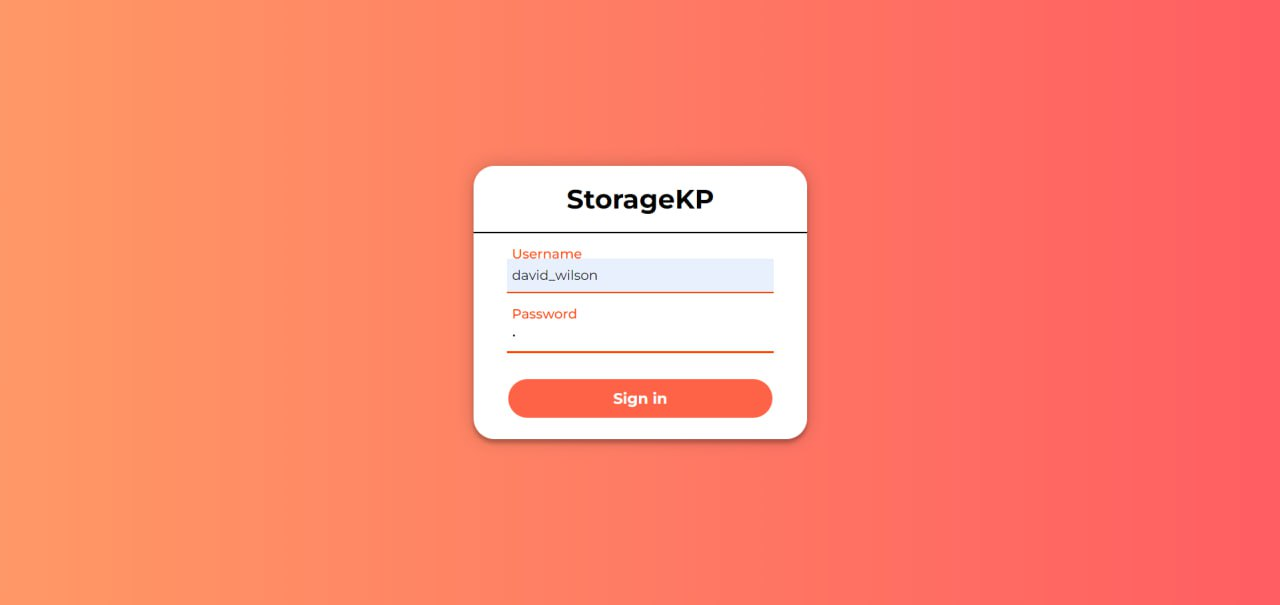 StorageKP
Username
david_wilson
Password
.
Sign in